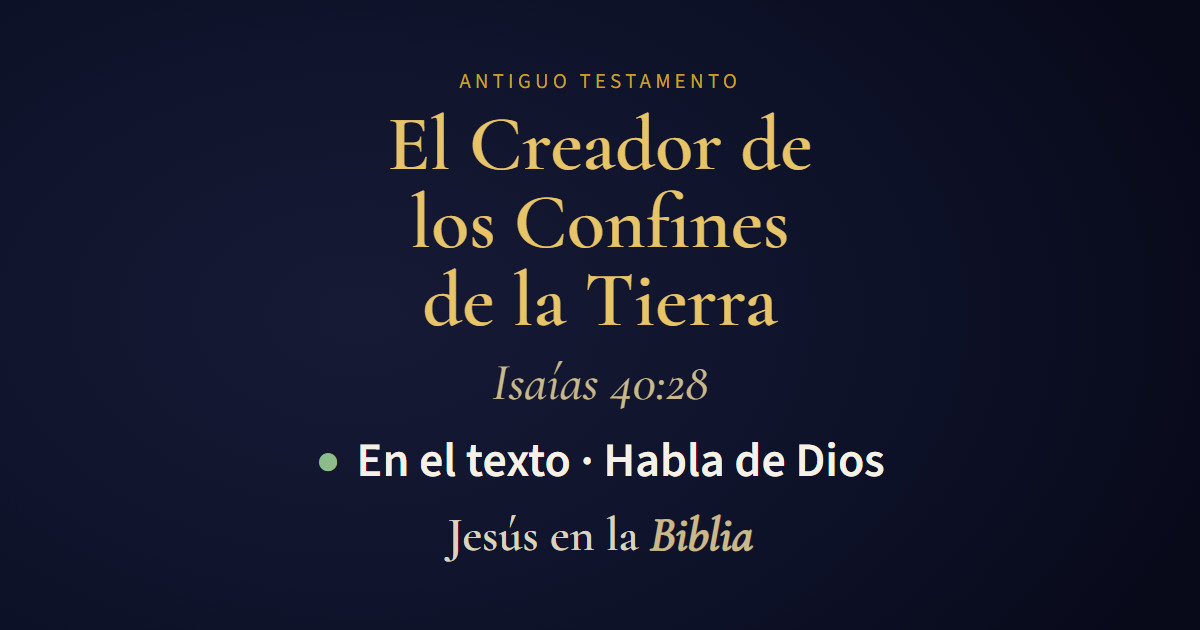 ANTIGUO TESTAMENTO
El Creador de
los Confines
de la Tierra
Isaías 40:28
• En el texto · Habla de Dios
Jesús en la Biblia